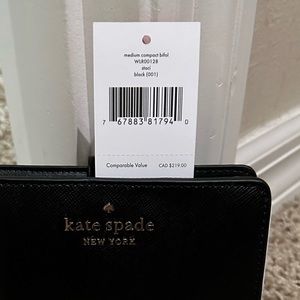 medium compact bifol
WLR00128
staci
black (001)
7 67883 81794 0
Comparable Value CAD $219.00
kate spade
NEW YORK